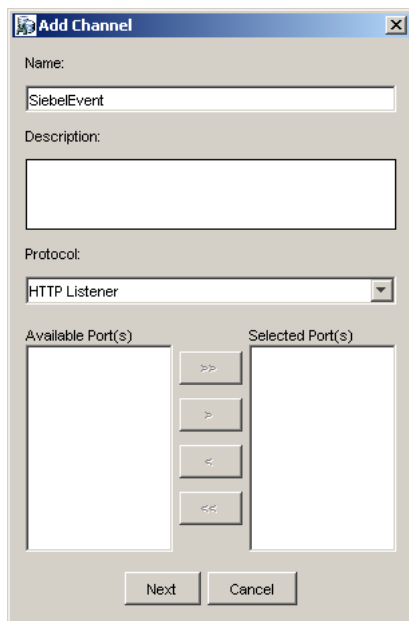 Add Channel
Name:
SiebelEvent
Description:
Protocol:
HTTP Listener
Available Port(s) Selected Port(s)
>>
>
<
<<
Next Cancel